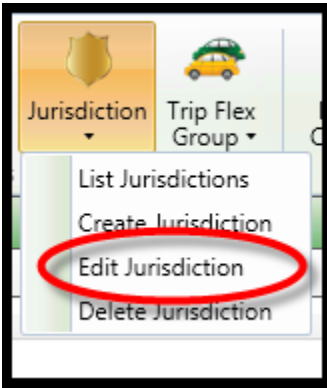 Jurisdiction
Trip Flex
Group
List Jurisdictions
Create Jurisdiction
Edit Jurisdiction
Delete Jurisdiction